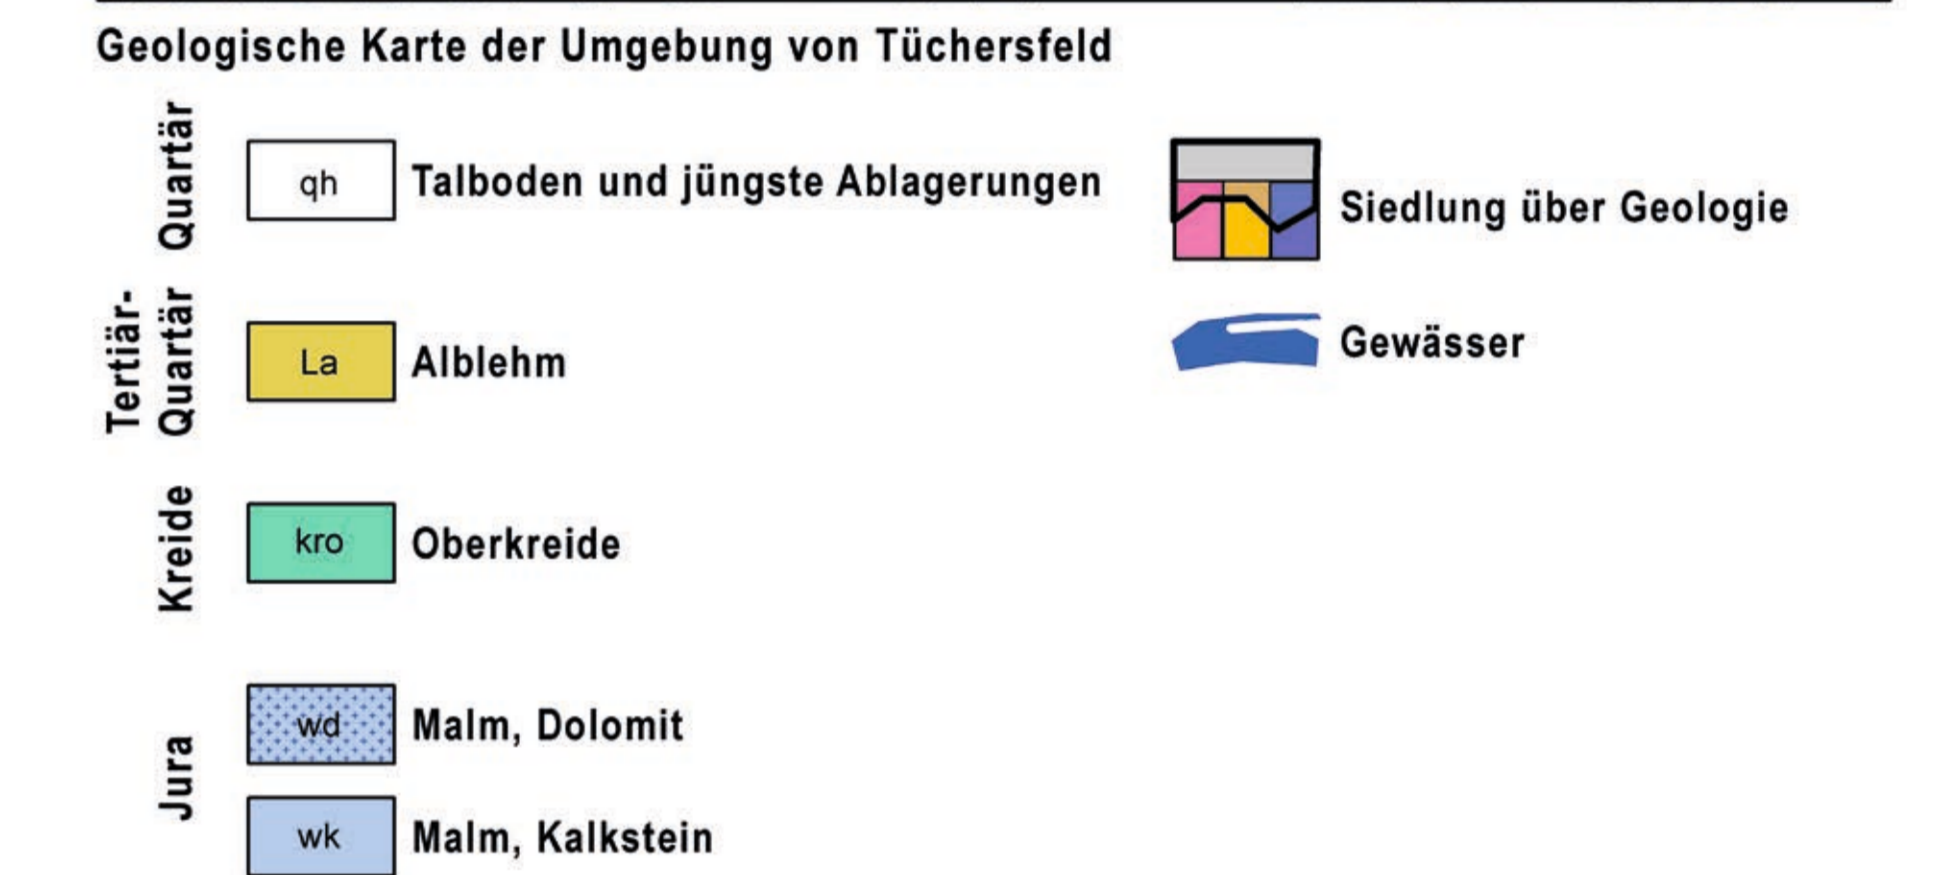 Geologische Karte der Umgebung von Tüchersfeld
Quartär
qh
Talboden und jüngste Ablagerungen
Siedlung über Geologie
Tertiär-
Quartär
La
Alblehm
Gewässer
Kreide
kro
Oberkreide
Jura
wd
Malm, Dolomit
wk
Malm, Kalkstein